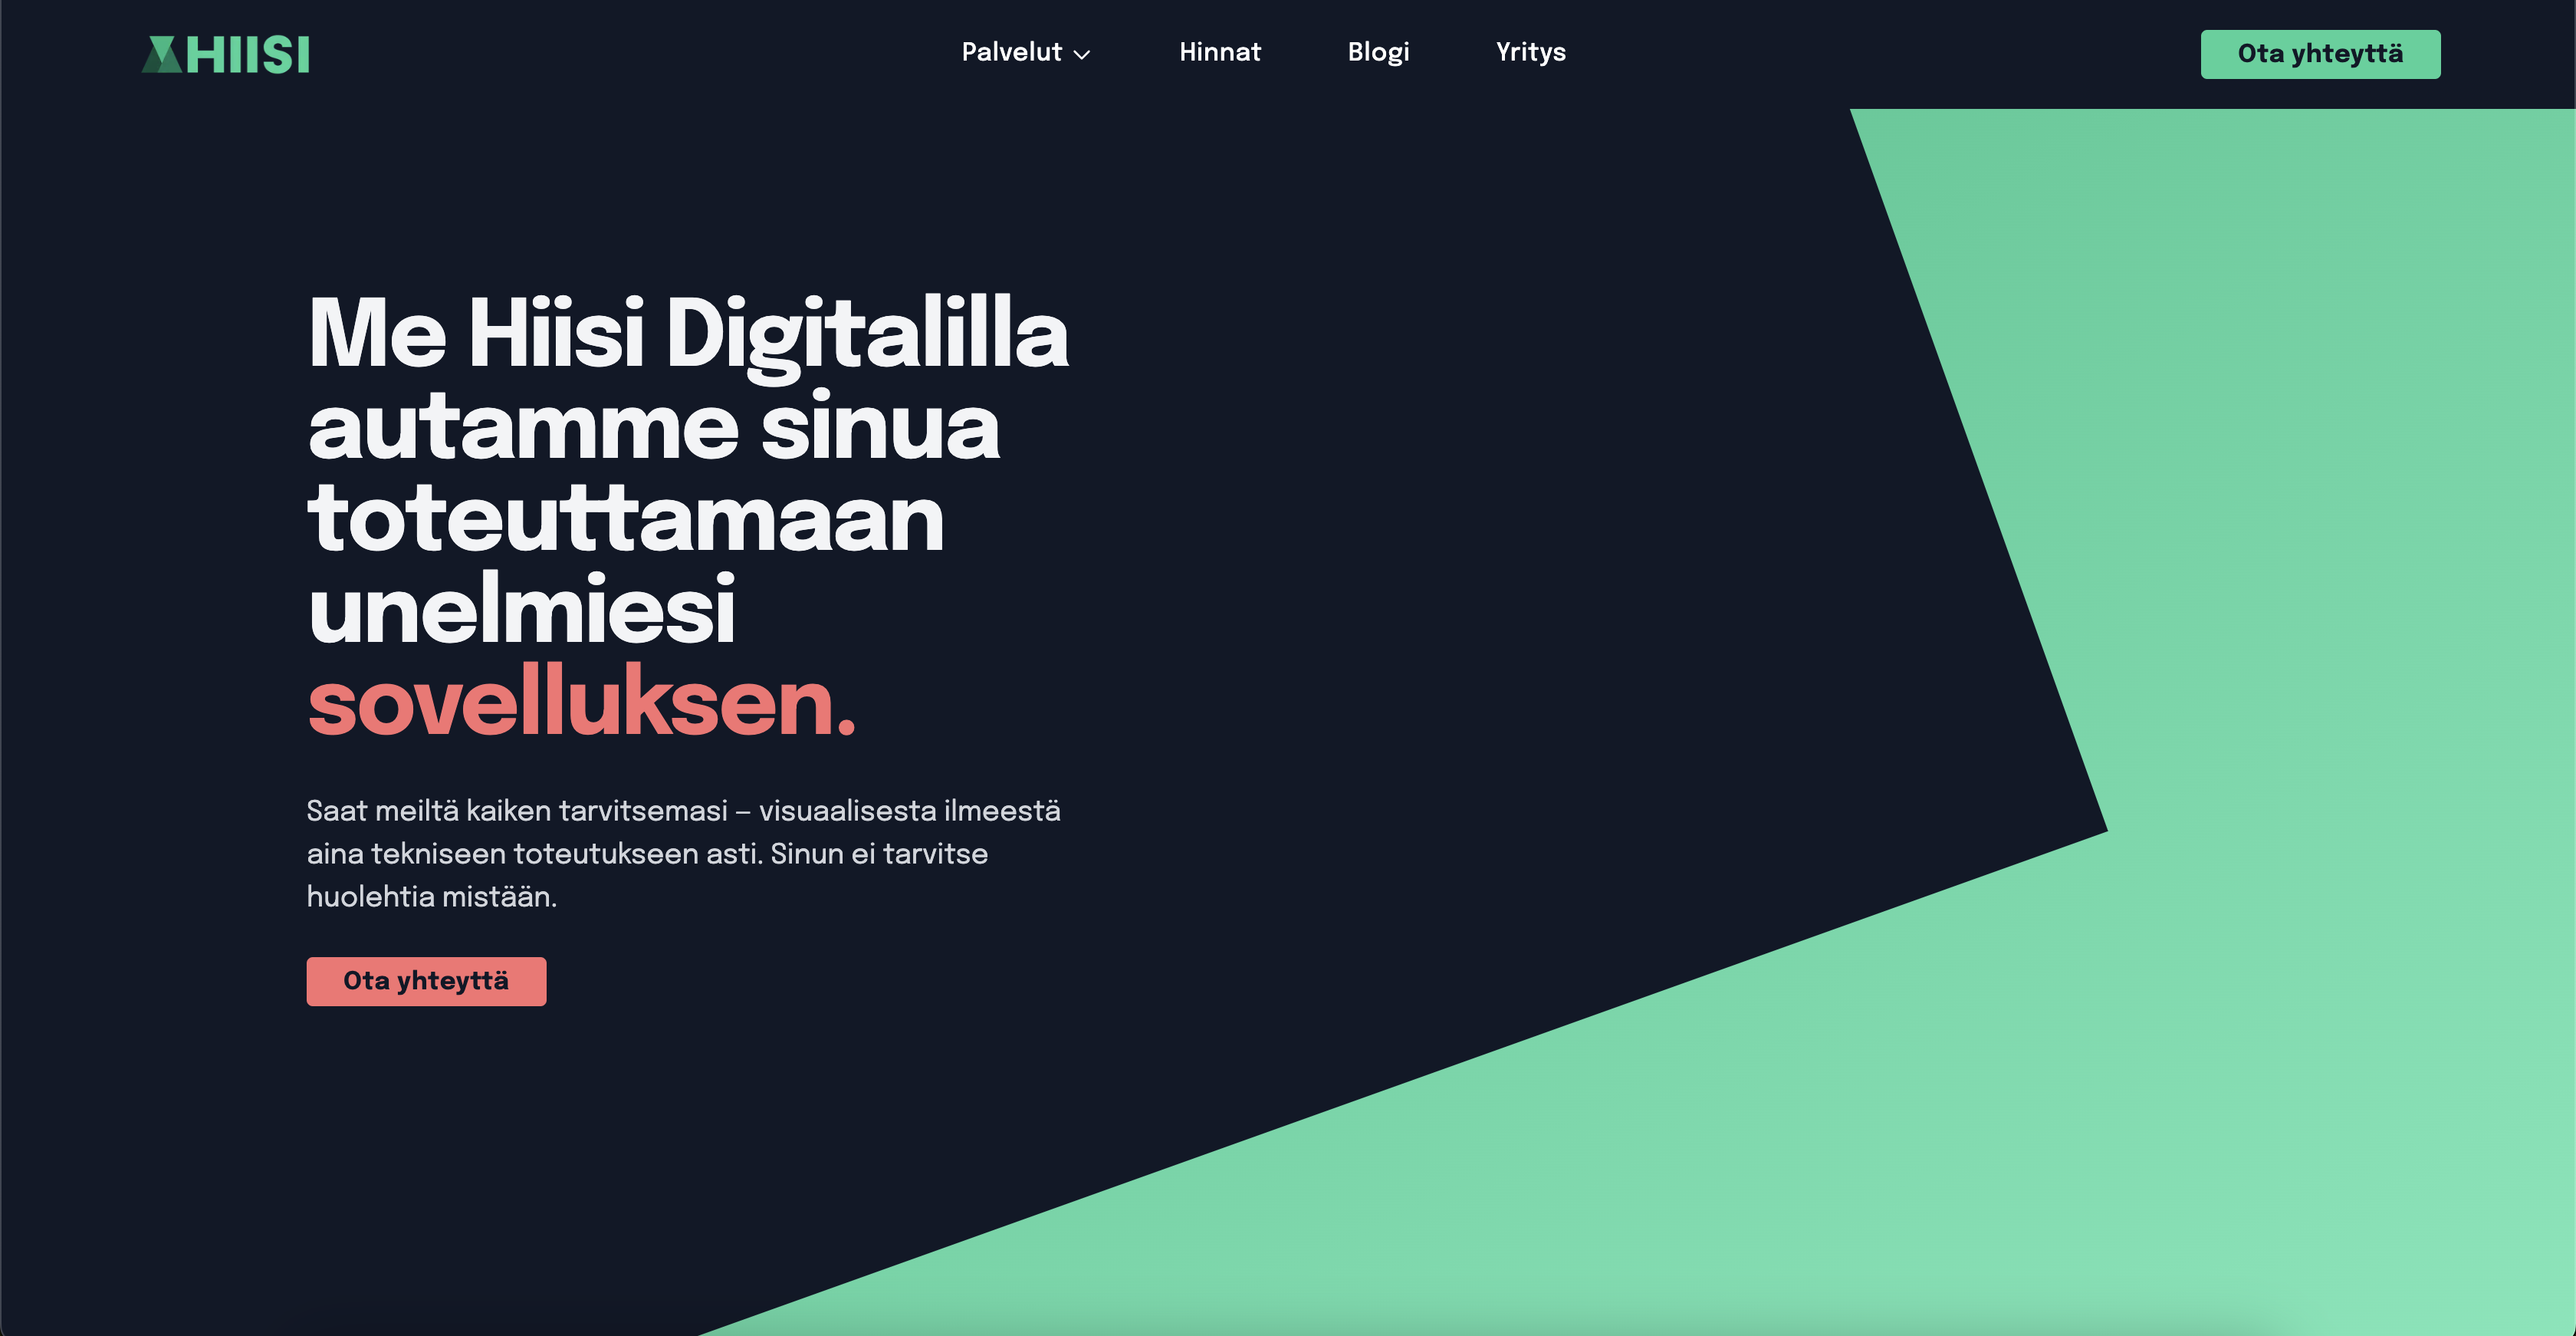 HIISI
Palvelut
Hinnat
Blogi
Yritys
Ota yhteyttä
Me Hiisi Digitalilla
autamme sinua
toteuttamaan
unelmiesi
sovelluksen.
Saat meiltä kaiken tarvitsemasi – visuaalisesta ilmeestä
aina tekniseen toteutukseen asti. Sinun ei tarvitse
huolehtia mistään.
Ota yhteyttä